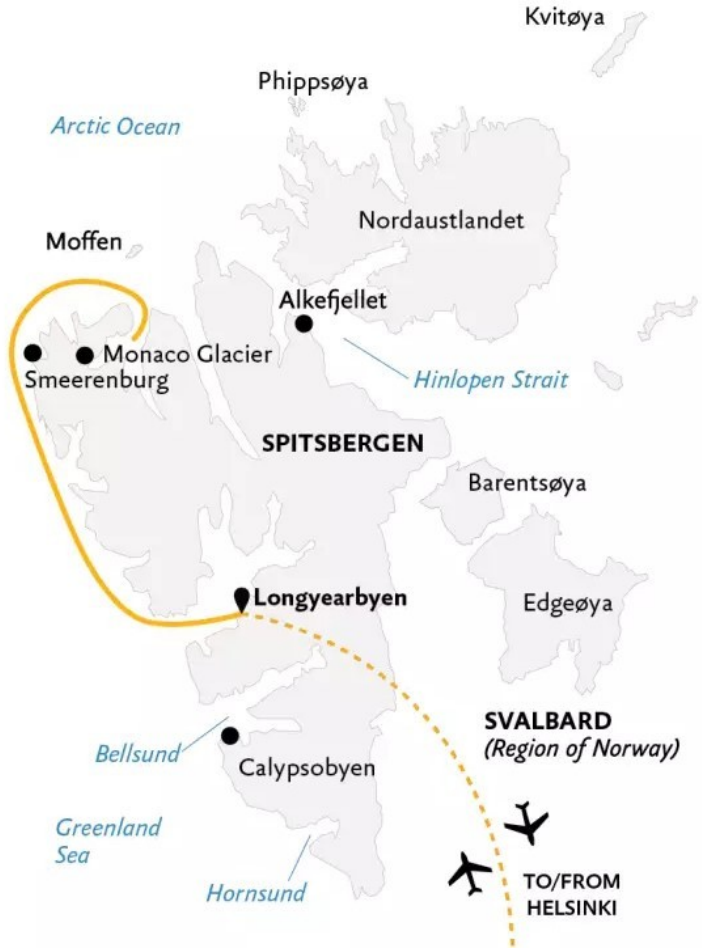 Kvitøya
Phippsøya
Arctic Ocean
Nordaustlandet
Moffen
Alkefjellet
Monaco Glacier
Smeerenburg
Hinlopen Strait
SPITSBERGEN
Barentsøya
Longyearbyen
Edgeøya
SVALBARD
(Region of Norway)
Bellsund
Calypsobyen
Greenland
Sea
Hornsund
TO/FROM
HELSINKI